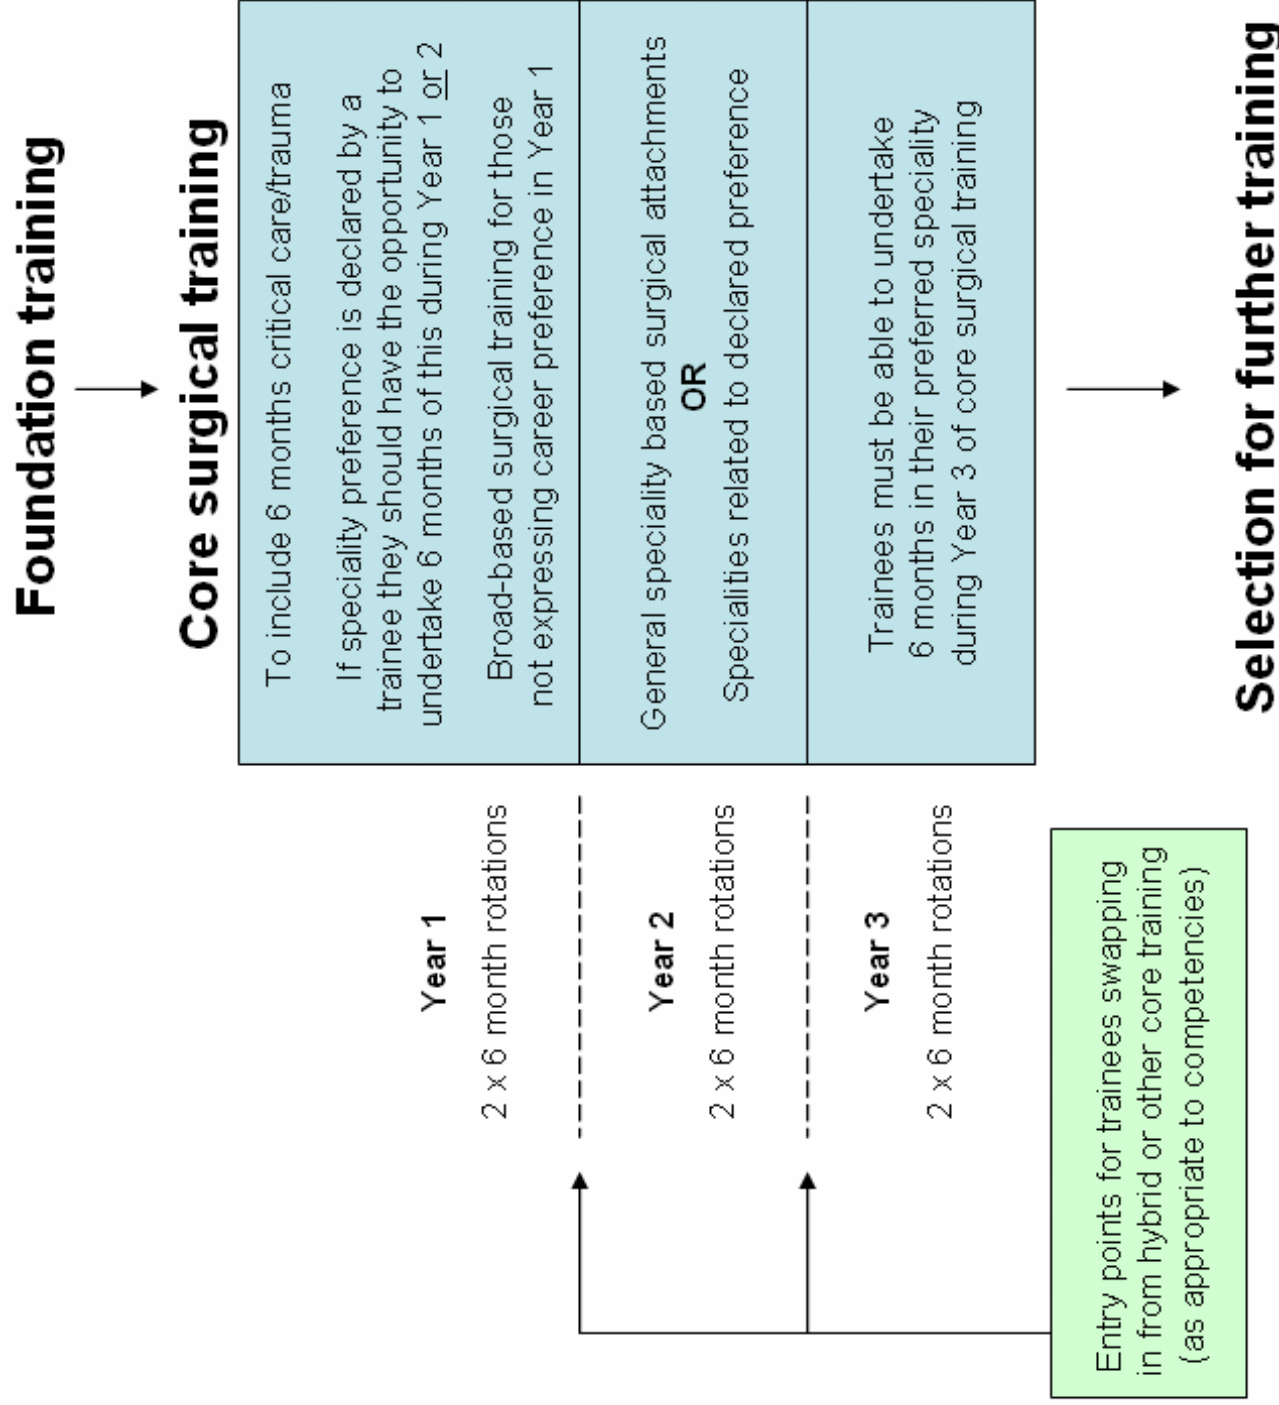 Foundation training
Core surgical training
Year 1
2 x 6 month rotations
To include 6 months critical care/trauma
If speciality preference is declared by a
trainee they should have the opportunity to
undertake 6 months of this during Year 1 or 2
Broad-based surgical training for those
not expressing career preference in Year 1
Year 2
2 x 6 month rotations
General speciality based surgical attachments
OR
Specialities related to declared preference
Year 3
2 x 6 month rotations
Trainees must be able to undertake
6 months in their preferred speciality
during Year 3 of core surgical training
Entry points for trainees swapping
in from hybrid or other core training
(as appropriate to competencies)
Selection for further training